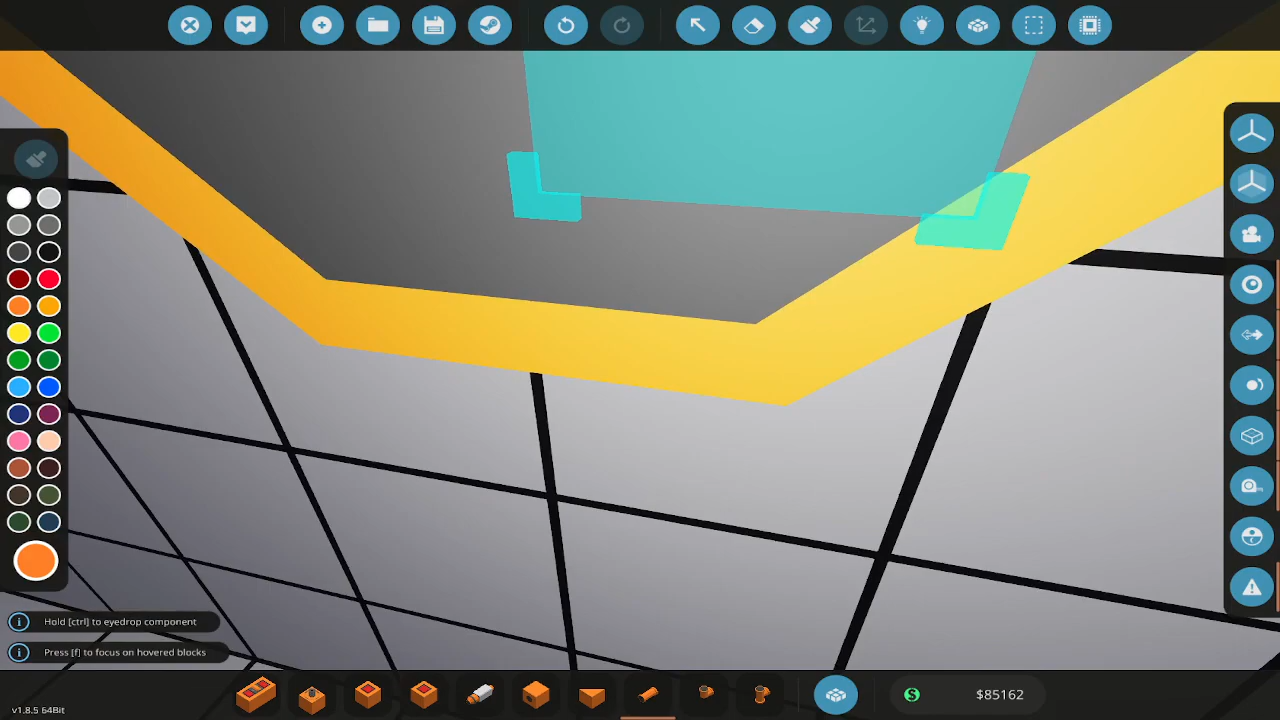 Hold [ctrl] to eyedrop component
Press [f] to focus on hovered blocks
$ $85162
v1.8.5 64Bit